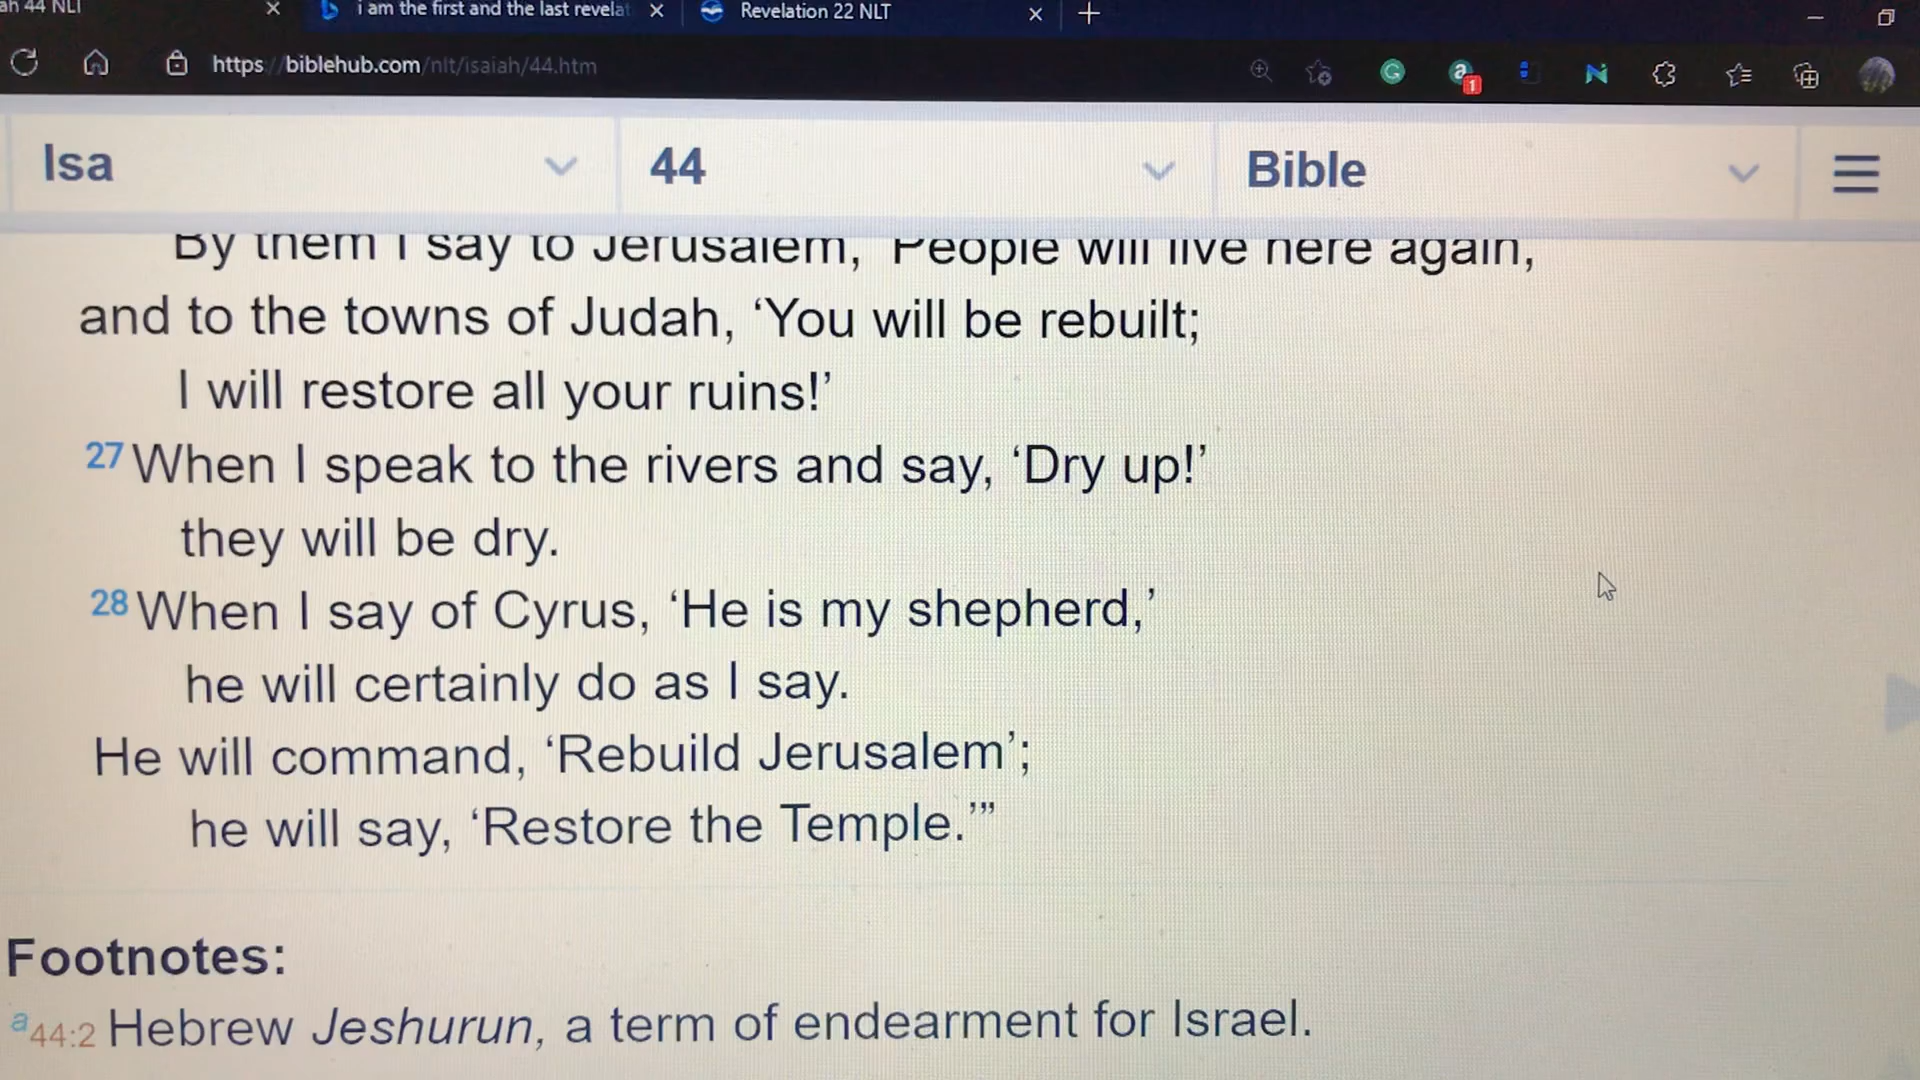 ah 44 NLT
i am the first and the last revelat
Revelation 22 NLT
https://biblehub.com/nlt/isaiah/44.htm
1
Isa
44
Bible
By them I say to Jerusalem, ‘People will live here again,’
and to the towns of Judah, ‘You will be rebuilt;
I will restore all your ruins!’
27 When I speak to the rivers and say, ‘Dry up!’
they will be dry.
28 When I say of Cyrus, ‘He is my shepherd,’
he will certainly do as I say.
He will command, ‘Rebuild Jerusalem’;
he will say, ‘Restore the Temple.’”
Footnotes:
a 44:2 Hebrew Jeshurun, a term of endearment for Israel.